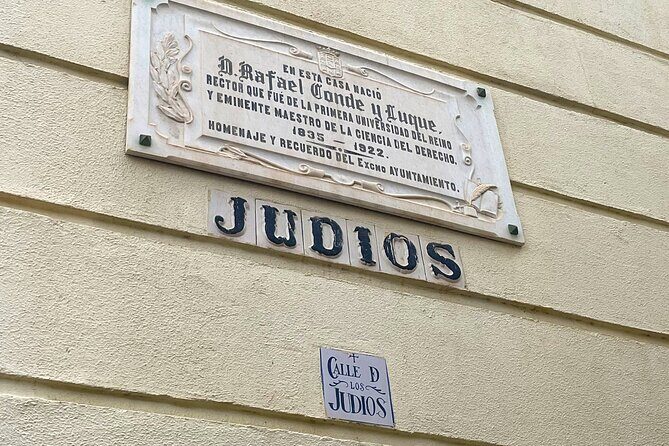 EN ESTA CASA NACIÓ
D. Rafael Conde y Luque,
RECTOR QUE FUÉ DE LA PRIMERA UNIVERSIDAD DEL REINO
Y EMINENTE MAESTRO DE LA CIENCIA DEL DERECHO.
1835 — 1922.
HOMENAJE Y RECUERDO DEL EXCMO AYUNTAMIENTO.
JUDIOS
CALLE D
LOS
JUDIOS